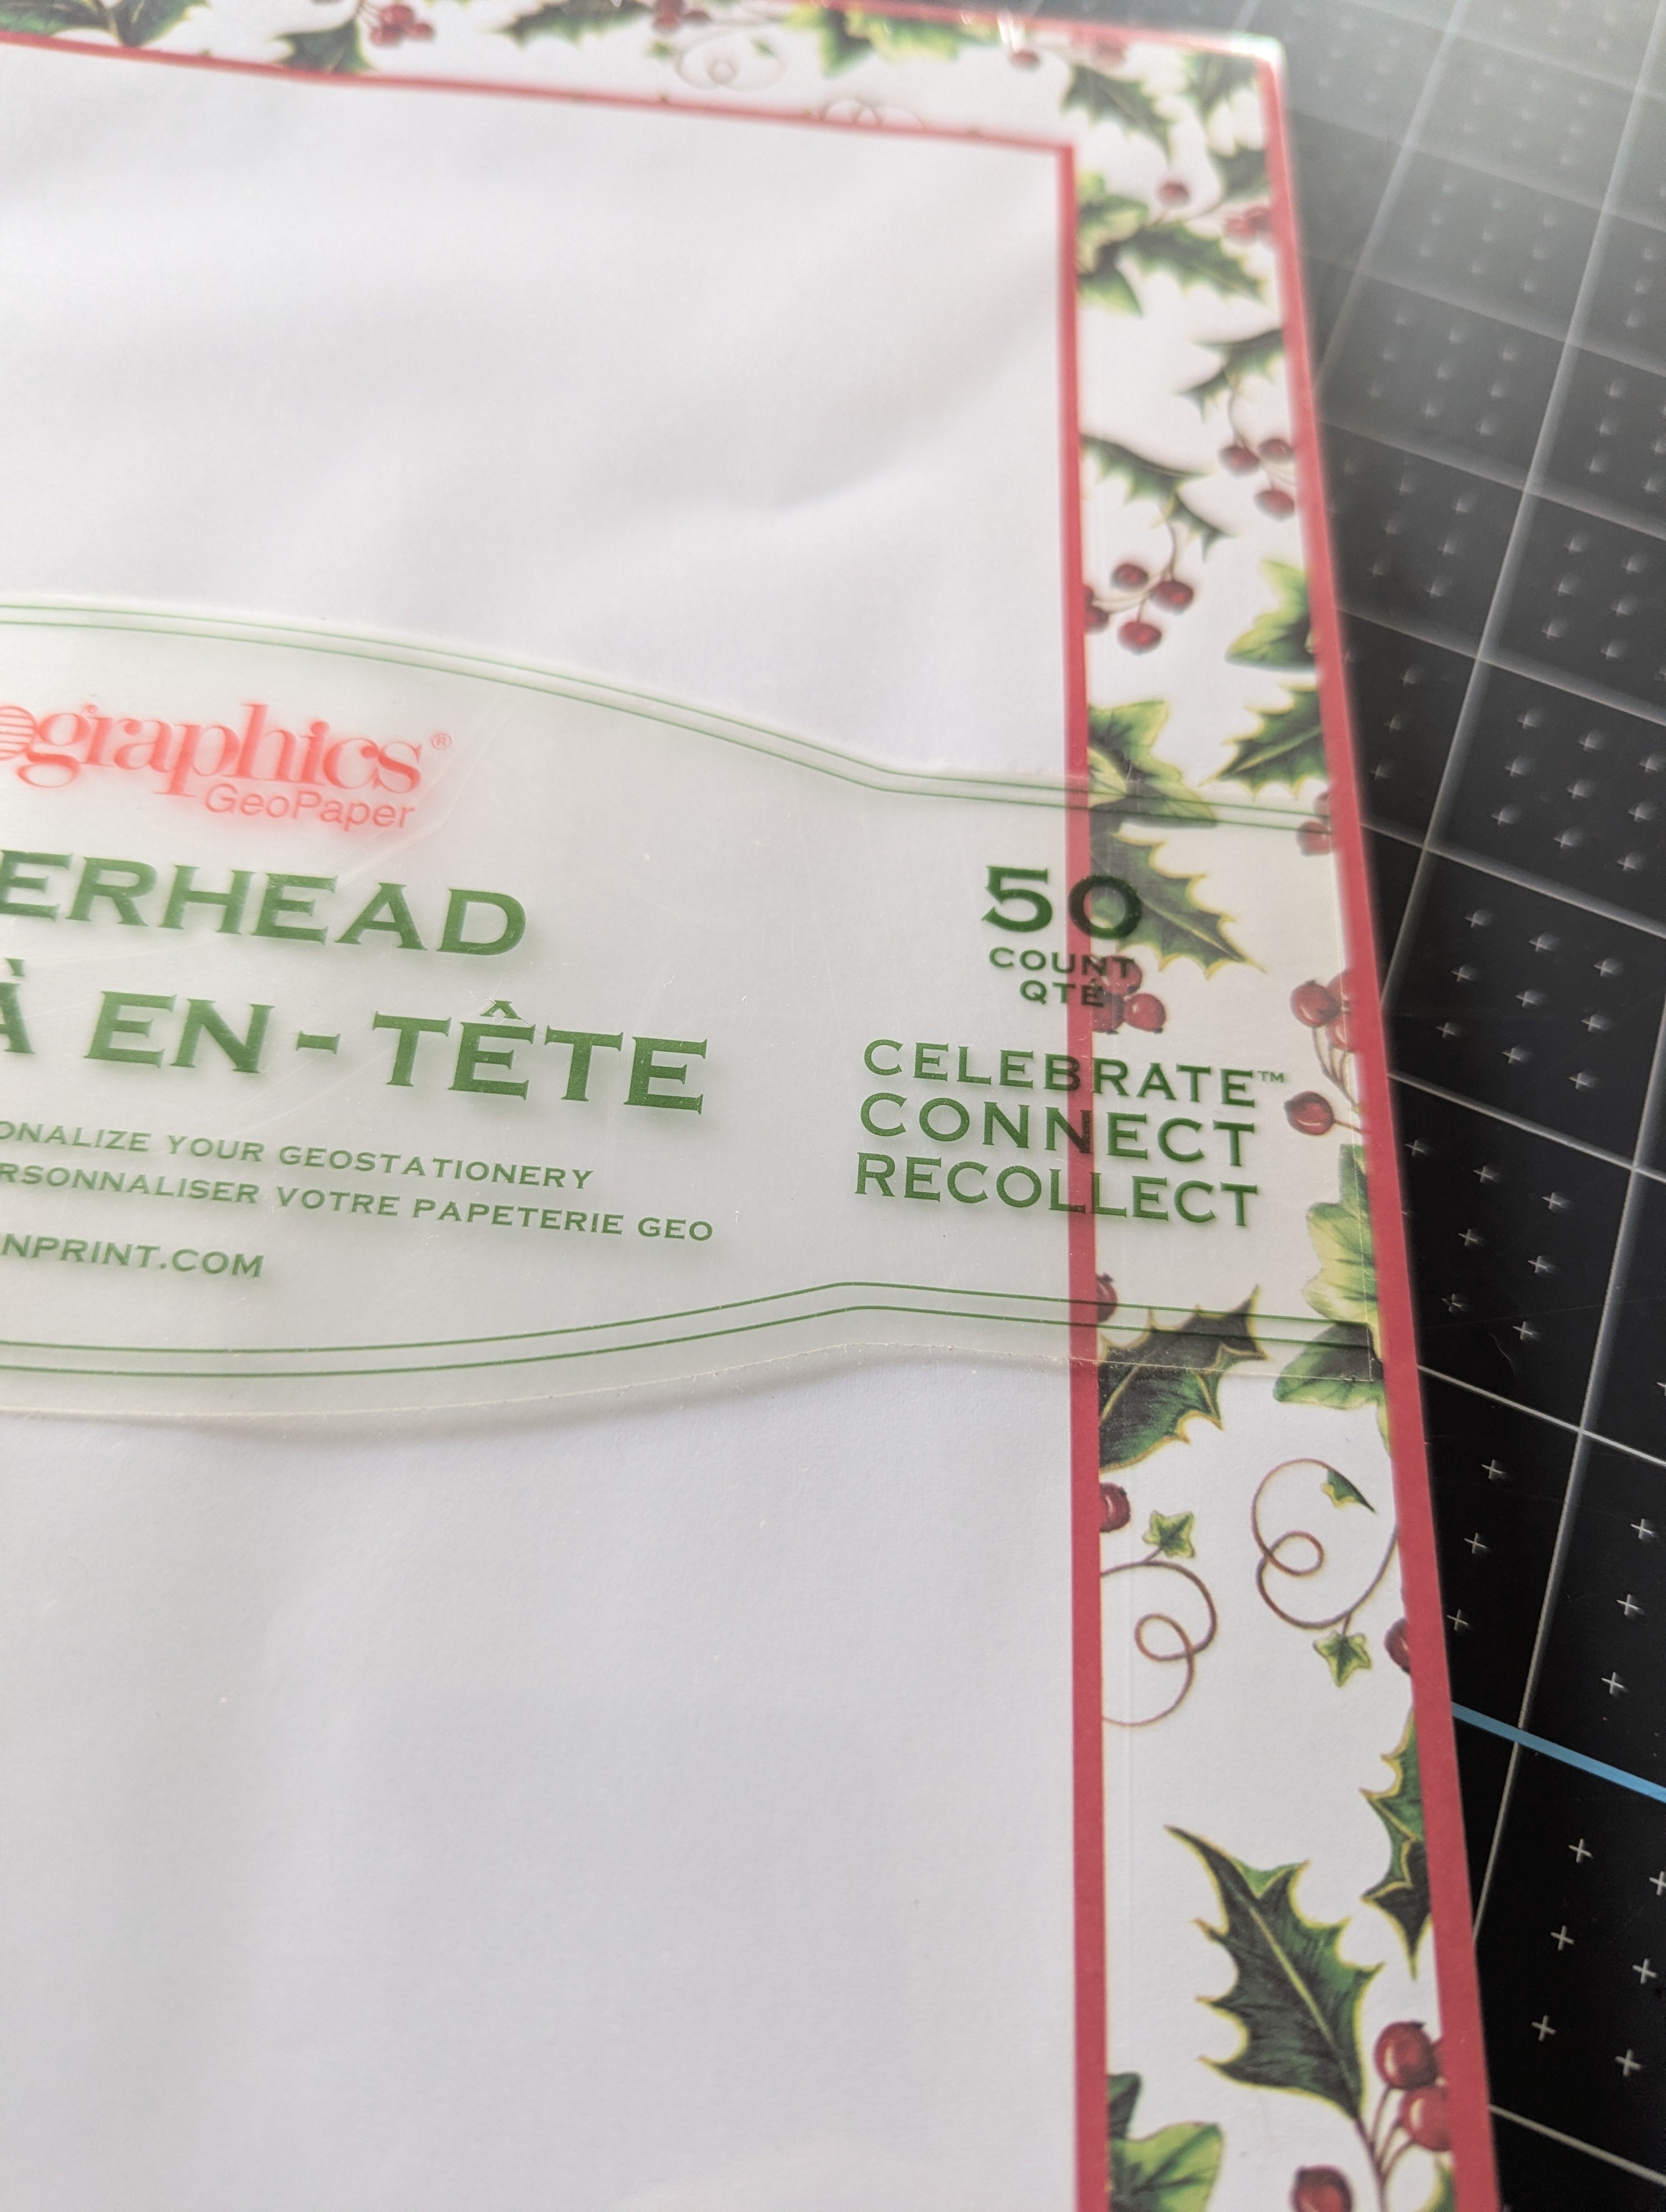 ographics®
GeoPaper
ERHEAD
À EN-TÊTE
ONALIZE YOUR GEOSTATIONERY
RSONNALISER VOTRE PAPETERIE GEO
NPRINT.COM
50
COUNT
QTÉ
CELEBRATE™
CONNECT
RECOLLECT